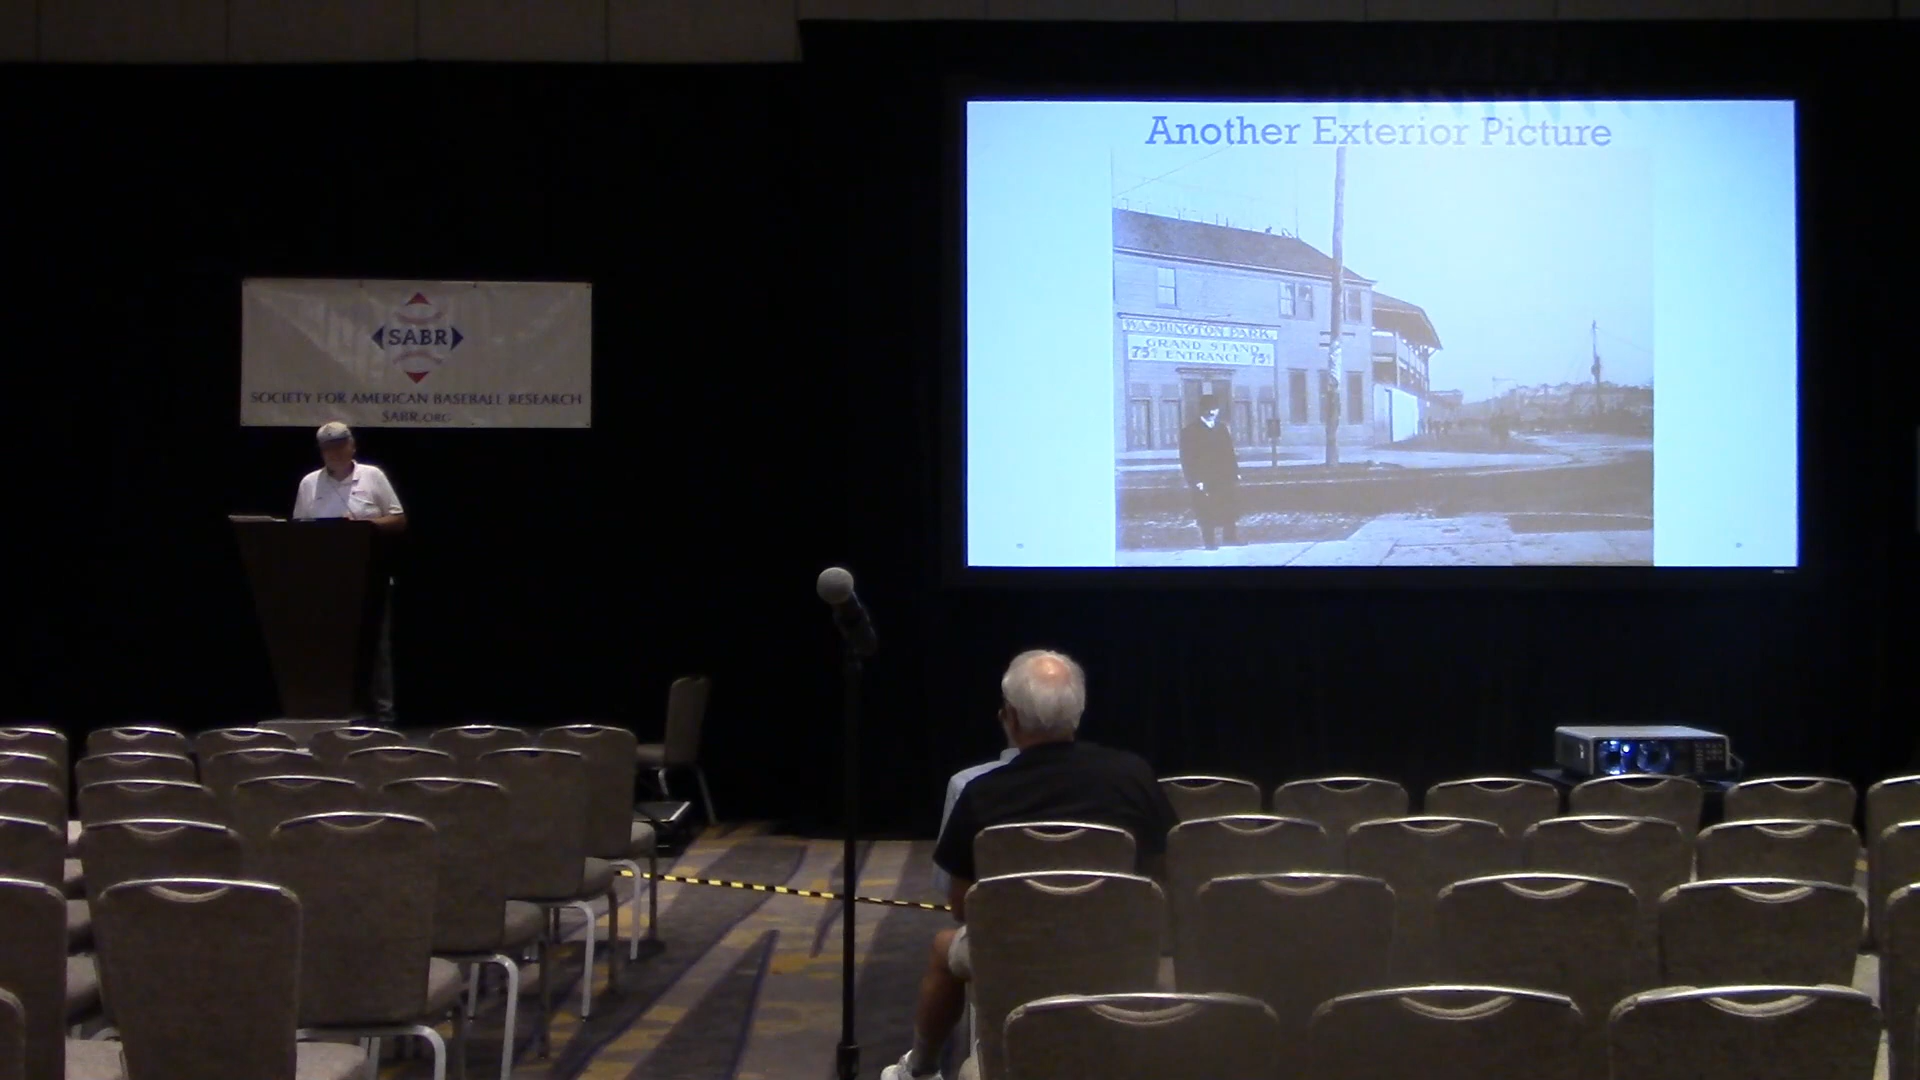 SABR
SOCIETY FOR AMERICAN BASEBALL RESEARCH
SABR.ORG
Another Exterior Picture
WASHINGTON PARK
GRAND STAND
75¢ ENTRANCE 75¢